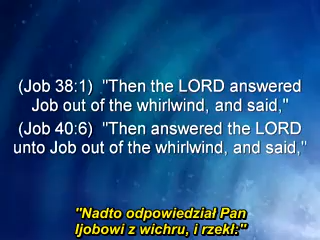 (Job 38:1)  "Then the LORD answered
Job out of the whirlwind, and said,"
(Job 40:6)  "Then answered the LORD
unto Job out of the whirlwind, and said,"
"Nadto odpowiedział Pan
Ijobowi z wichru, i rzekł:"